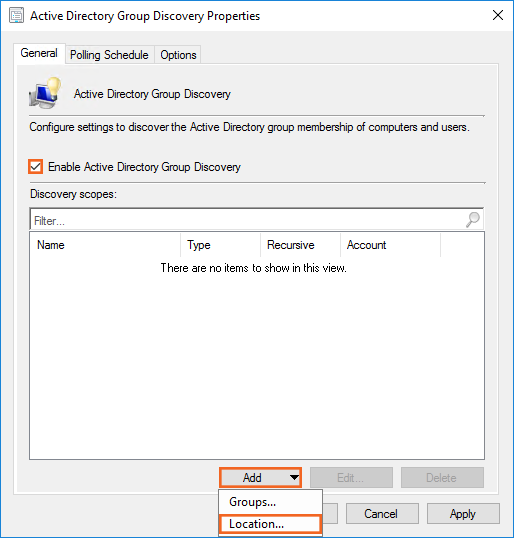 Active Directory Group Discovery Properties
General Polling Schedule Options
Active Directory Group Discovery
Configure settings to discover the Active Directory group membership of computers and users.
Enable Active Directory Group Discovery
Discovery scopes:
Filter...
Name Type Recursive Account
There are no items to show in this view.
Add Edit... Delete
Groups...
Location...
Cancel Apply